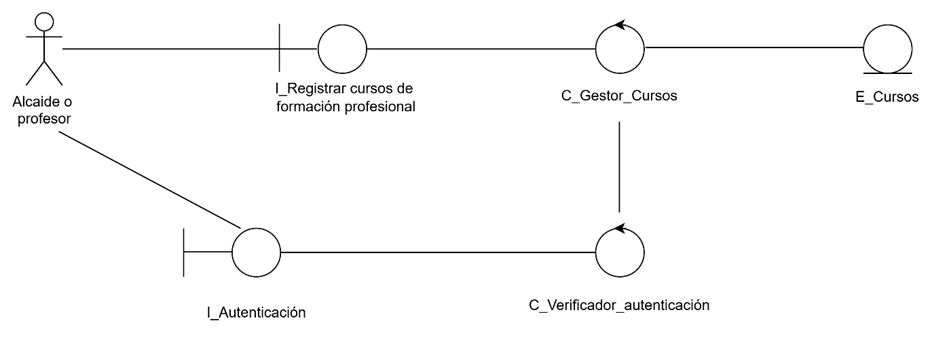 Alcaide o
profesor
I_Registrar cursos de
formación profesional
C_Gestor_Cursos
E_Cursos
I_Autenticación
C_Verificador_autenticación